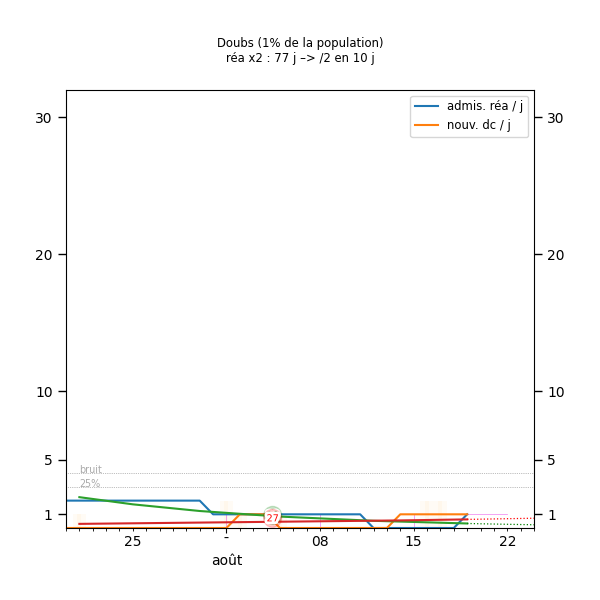 Doubs (1% de la population)
réa x2 : 77 j –> /2 en 10 j
admis. réa / j
nouv. dc / j
30
30
20
20
10
10
5
5
bruit
25%
1
1
27
25
-
08
15
22
août